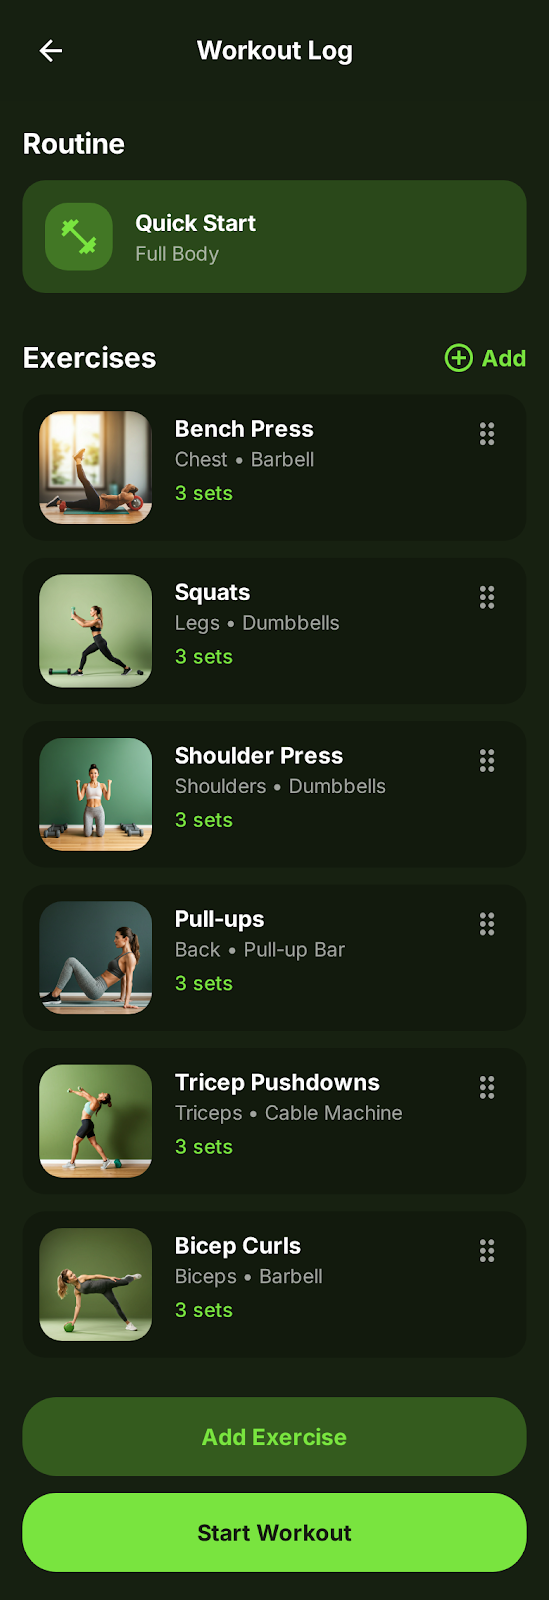 Workout Log
Routine
Quick Start
Full Body
Exercises
Add
Bench Press
Chest • Barbell
3 sets
Squats
Legs • Dumbbells
3 sets
Shoulder Press
Shoulders • Dumbbells
3 sets
Pull-ups
Back • Pull-up Bar
3 sets
Tricep Pushdowns
Triceps • Cable Machine
3 sets
Bicep Curls
Biceps • Barbell
3 sets
Add Exercise
Start Workout